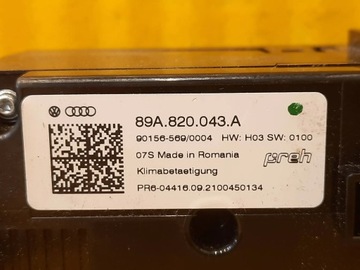 89A.820.043.A
90156-569/0004 HW: H03 SW: 0100
07S Made in Romania preh
Klimabetaetigung
PR6-04416.09.2100450134